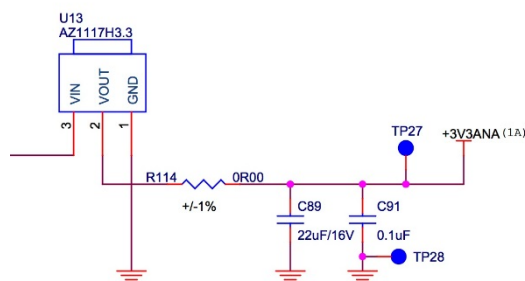 U13
AZ1117H3.3
VIN
VOUT
GND
3
2
1
TP27
+3V3ANA (1A)
R114
0R00
+/-1%
C89
C91
22uF/16V
0.1uF
TP28